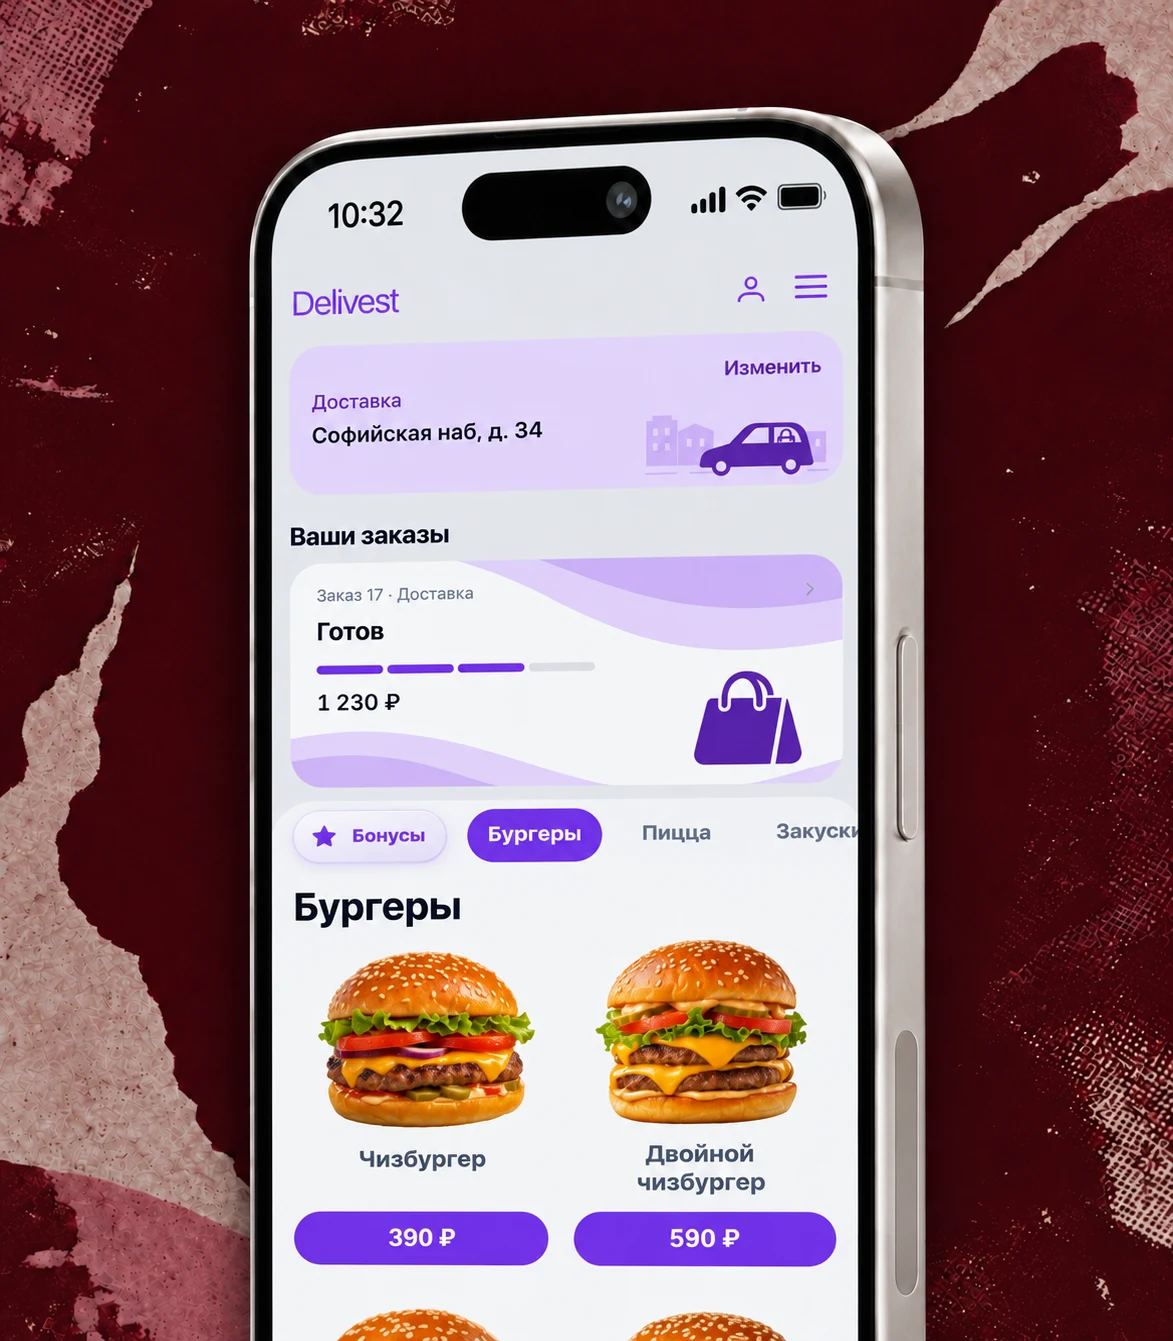 10:32
Delivest
Изменить
Доставка
Софийская наб, д. 34
Ваши заказы
Заказ 17 · Доставка
Готов
1 230 ₽
Бонусы
Бургеры
Пицца
Закуски
Бургеры
Чизбургер
Двойной
чизбургер
390 ₽
590 ₽